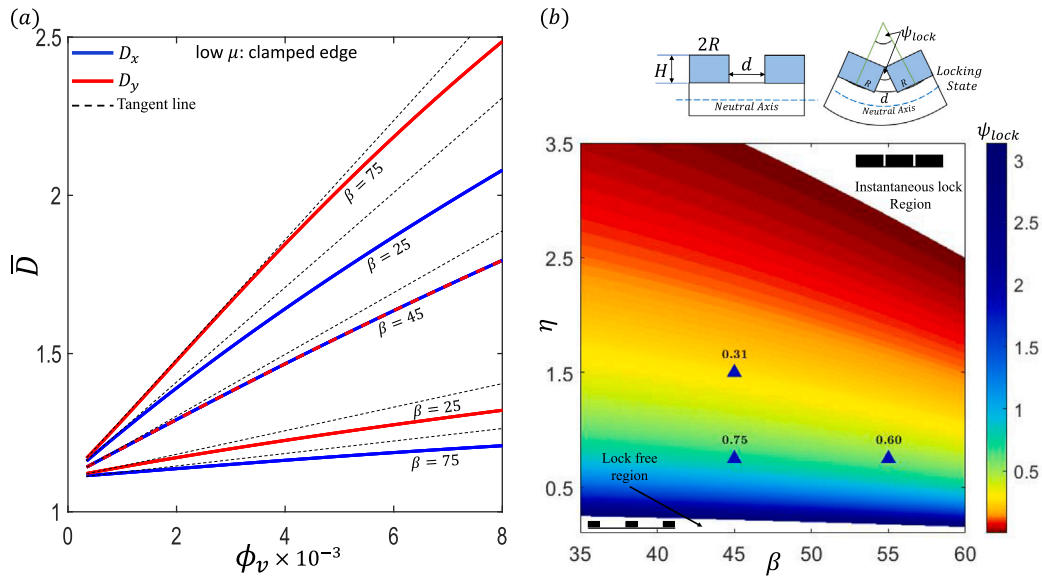 (a)
low μ: clamped edge
D_x
D_y
Tangent line
2.5
2
1.5
1
D̅
β = 75
β = 25
β = 45
β = 25
β = 75
0
2
4
6
8
ϕ_v × 10⁻³
(b)
2R
H
d
Neutral Axis
ψ_lock
R
R
d
Locking
State
Neutral Axis
ψ_lock
3.5
2.5
1.5
0.5
η
Instantaneous lock
Region
0.31
0.75
0.60
Lock free
region
35
40
45
50
55
60
β
3
2.5
2
1.5
1
0.5